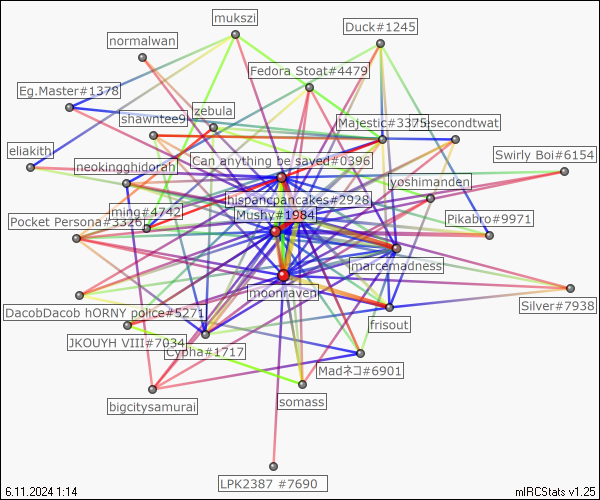 mukszi
Duck#1245
normalwan
Fedora Stoat#4479
Eg.Master#1378
zebula
shawntee9
Majestic#3375
secondtwat
eliakith
Can anything be saved#0396
Swirly Boi#6154
neokingghidorah
yoshimanden
hispancpancakes#2928
ming#4742
Mushy#1984
Pikabro#9971
Pocket Persona#3326
marcemadness
moonraven
Silver#7938
DacobDacob hORNY police#5271
frisout
JKOUYH VIII#7034
Cypha#1717
Madネコ#6901
bigcitysamurai
somass
LPK2387 #7690
6.11.2024 1:14
mIRCStats v1.25